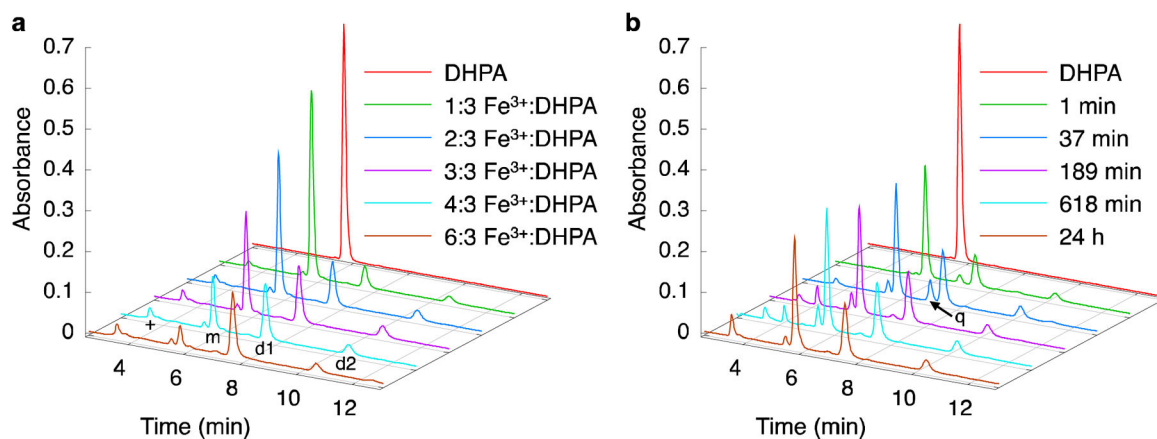 a
0.7
0.6
0.5
0.4
0.3
0.2
0.1
0
Absorbance
DHPA
1:3 Fe³⁺:DHPA
2:3 Fe³⁺:DHPA
3:3 Fe³⁺:DHPA
4:3 Fe³⁺:DHPA
6:3 Fe³⁺:DHPA
+
m
d1
d2
4
6
8
10
12
Time (min)
b
0.7
0.6
0.5
0.4
0.3
0.2
0.1
0
Absorbance
DHPA
1 min
37 min
189 min
618 min
24 h
q
4
6
8
10
12
Time (min)